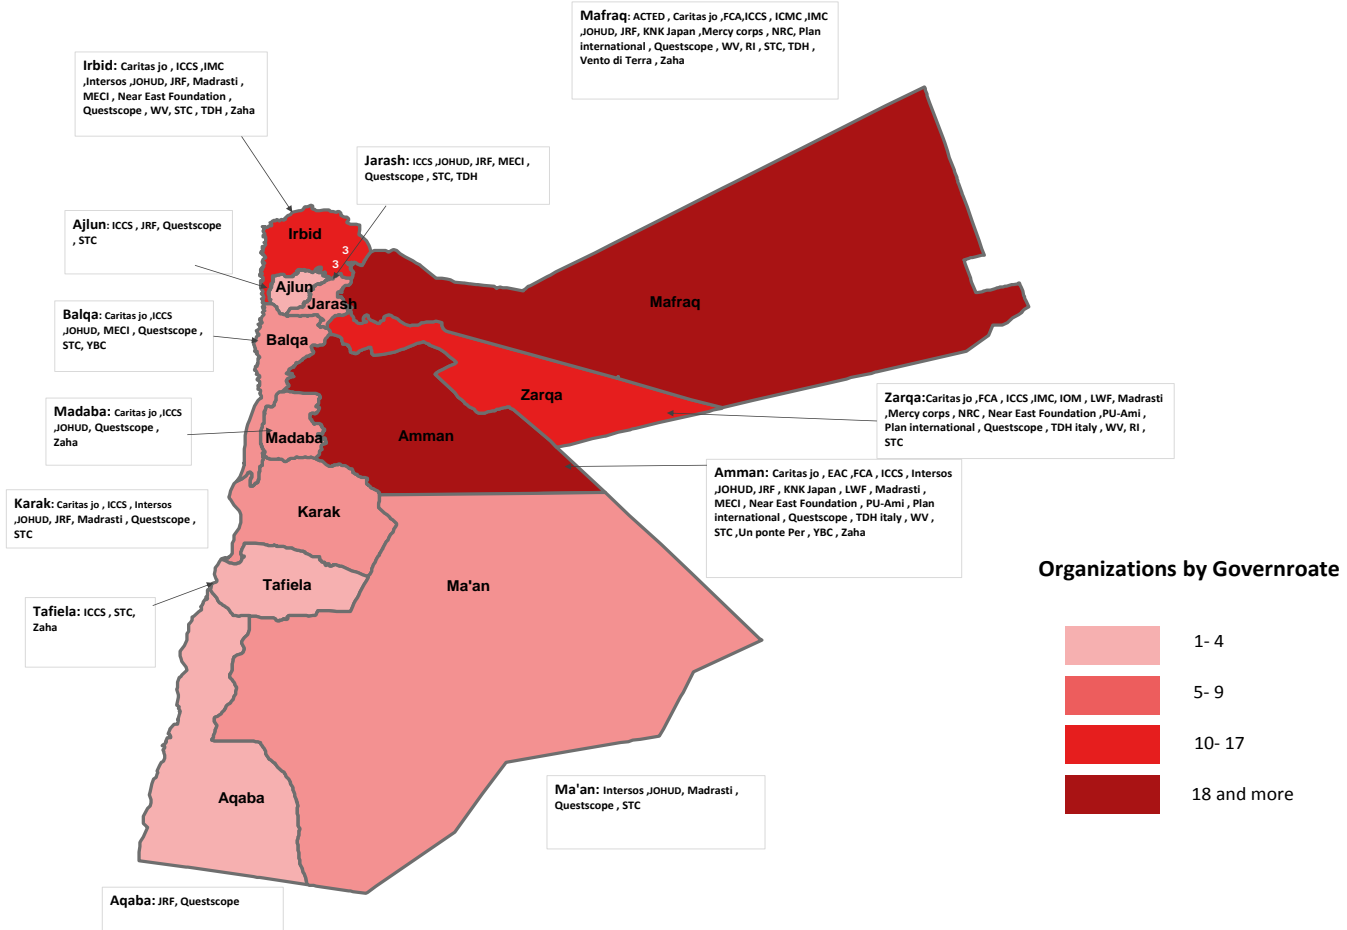 Mafraq: ACTED , Caritas jo ,FCA,ICCS , ICMC ,IMC
,JOHUD, JRF, KNK Japan ,Mercy corps , NRC, Plan
international , Questscope , WV, RI , STC, TDH ,
Vento di Terra , Zaha
Irbid: Caritas jo , ICCS ,IMC
,Intersos ,JOHUD, JRF, Madrasti ,
MECI , Near East Foundation ,
Questscope , WV, STC , TDH , Zaha
Jarash: ICCS ,JOHUD, JRF, MECI ,
Questscope , STC, TDH
Ajlun: ICCS , JRF, Questscope
, STC
Irbid
3
3
Ajlun
Jarash
Mafraq
Balqa: Caritas jo ,ICCS
,JOHUD, MECI , Questscope ,
STC, YBC
Balqa
Zarqa
Zarqa:Caritas jo ,FCA , ICCS ,IMC, IOM , LWF, Madrasti
,Mercy corps , NRC , Near East Foundation ,PU-Ami ,
Plan international , Questscope , TDH italy , WV, RI ,
STC
Madaba: Caritas jo ,ICCS
,JOHUD, Questscope ,
Zaha
Madaba
Amman
Amman: Caritas jo , EAC ,FCA , ICCS , Intersos
,JOHUD, JRF , KNK Japan , LWF , Madrasti ,
MECI , Near East Foundation , PU-Ami , Plan
international , Questscope , TDH italy , WV ,
STC ,Un ponte Per , YBC , Zaha
Karak: Caritas jo , ICCS , Intersos
,JOHUD, JRF, Madrasti , Questscope ,
STC
Karak
Tafiela
Ma'an
Tafiela: ICCS , STC,
Zaha
Organizations by Governroate
1- 4
5- 9
10- 17
18 and more
Aqaba
Ma'an: Intersos ,JOHUD, Madrasti ,
Questscope , STC
Aqaba: JRF, Questscope